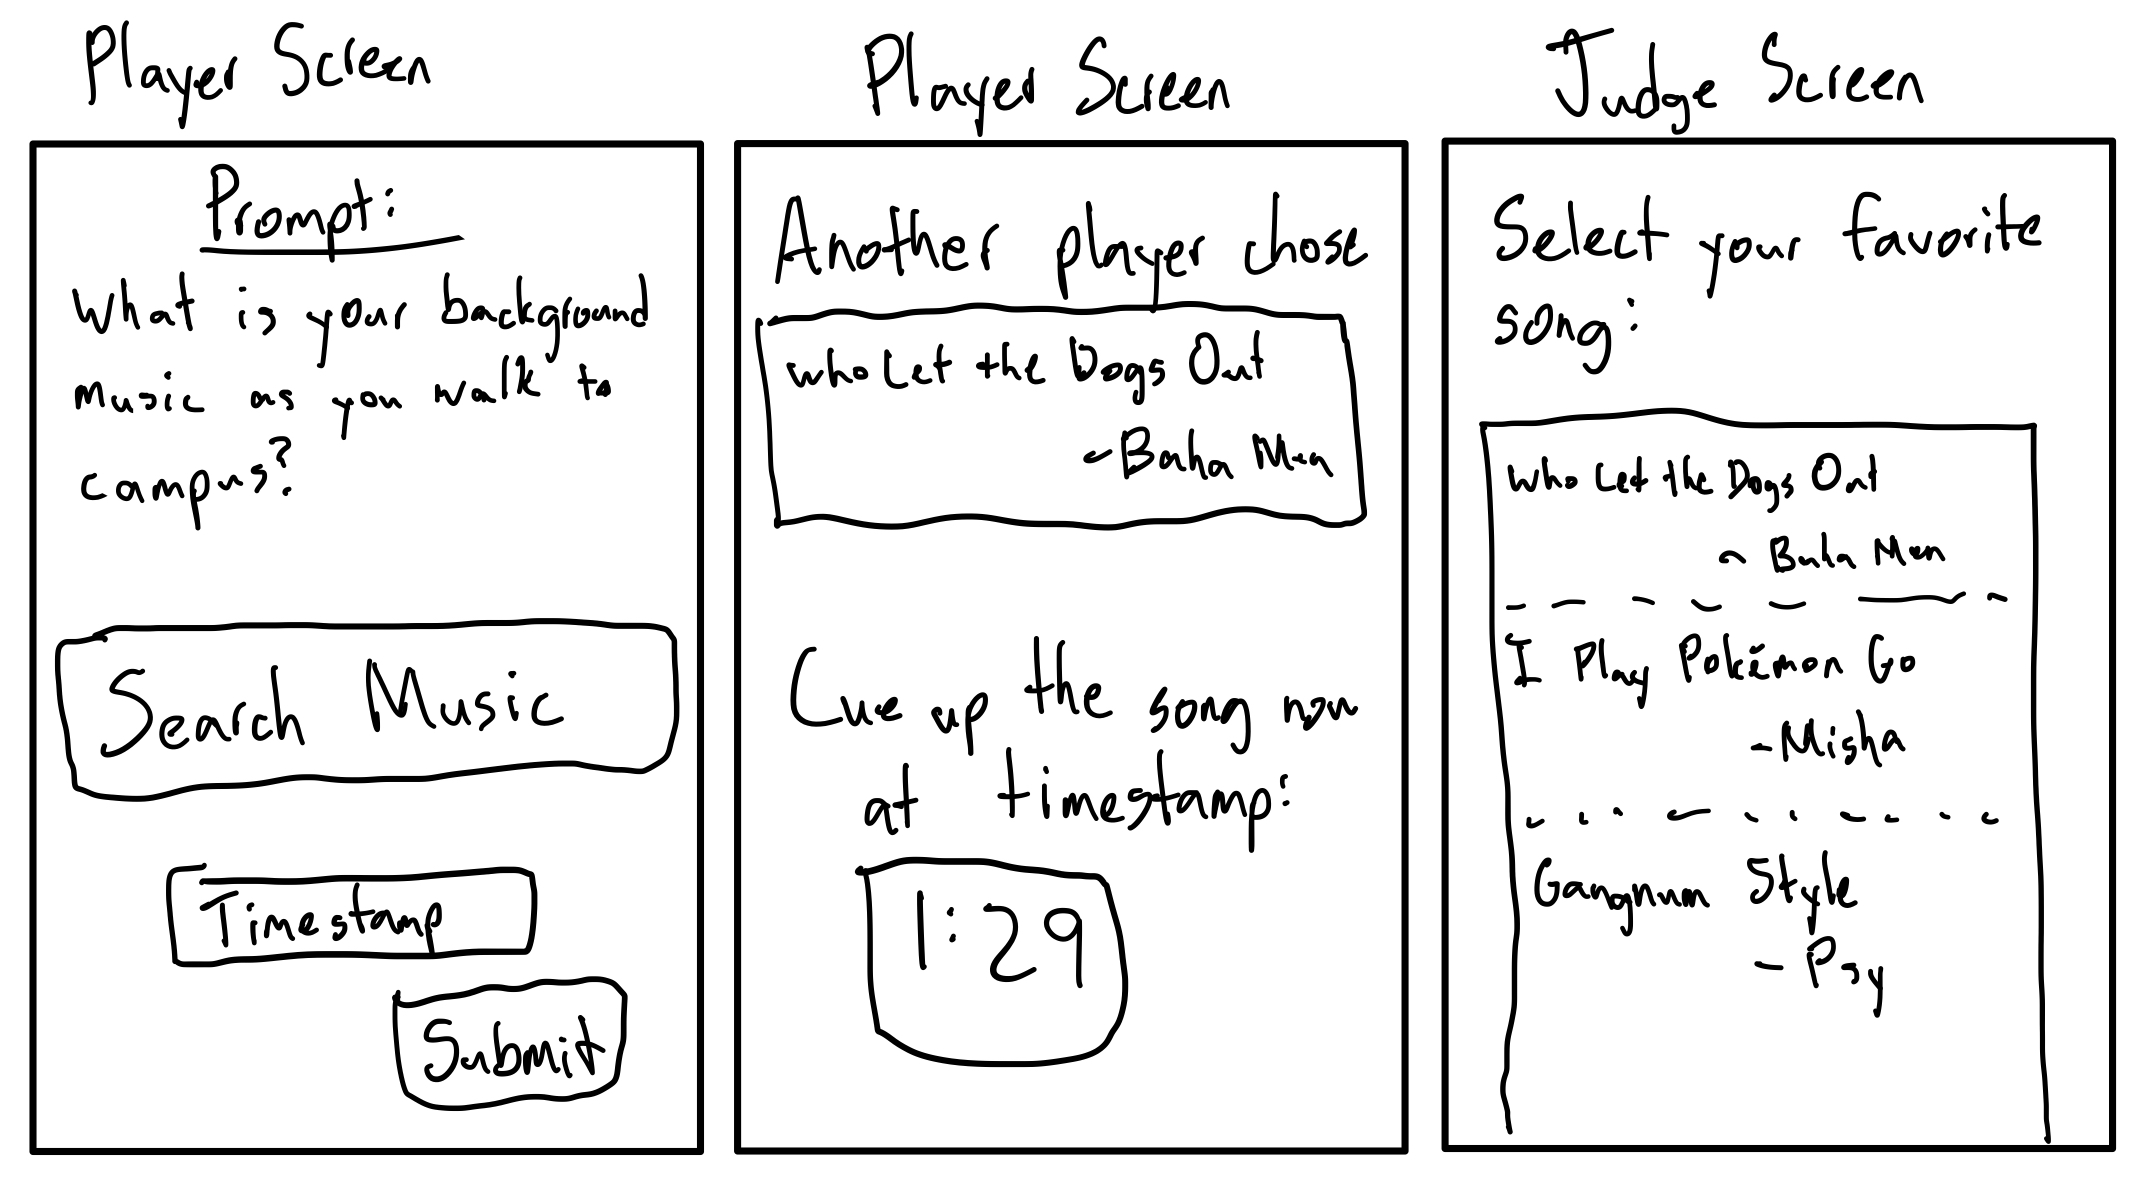 Player Screen
Prompt:
What is your background
music as you walk to
campus?
Search Music
Timestamp
Submit
Player Screen
Another player chose
Who Let the Dogs Out
- Baha Men
Cue up the song now
at timestamp:
1:29
Judge Screen
Select your favorite
song:
Who Let the Dogs Out
- Baha Men
I Play Pokémon Go
- Misha
Gangnum Style
- Psy